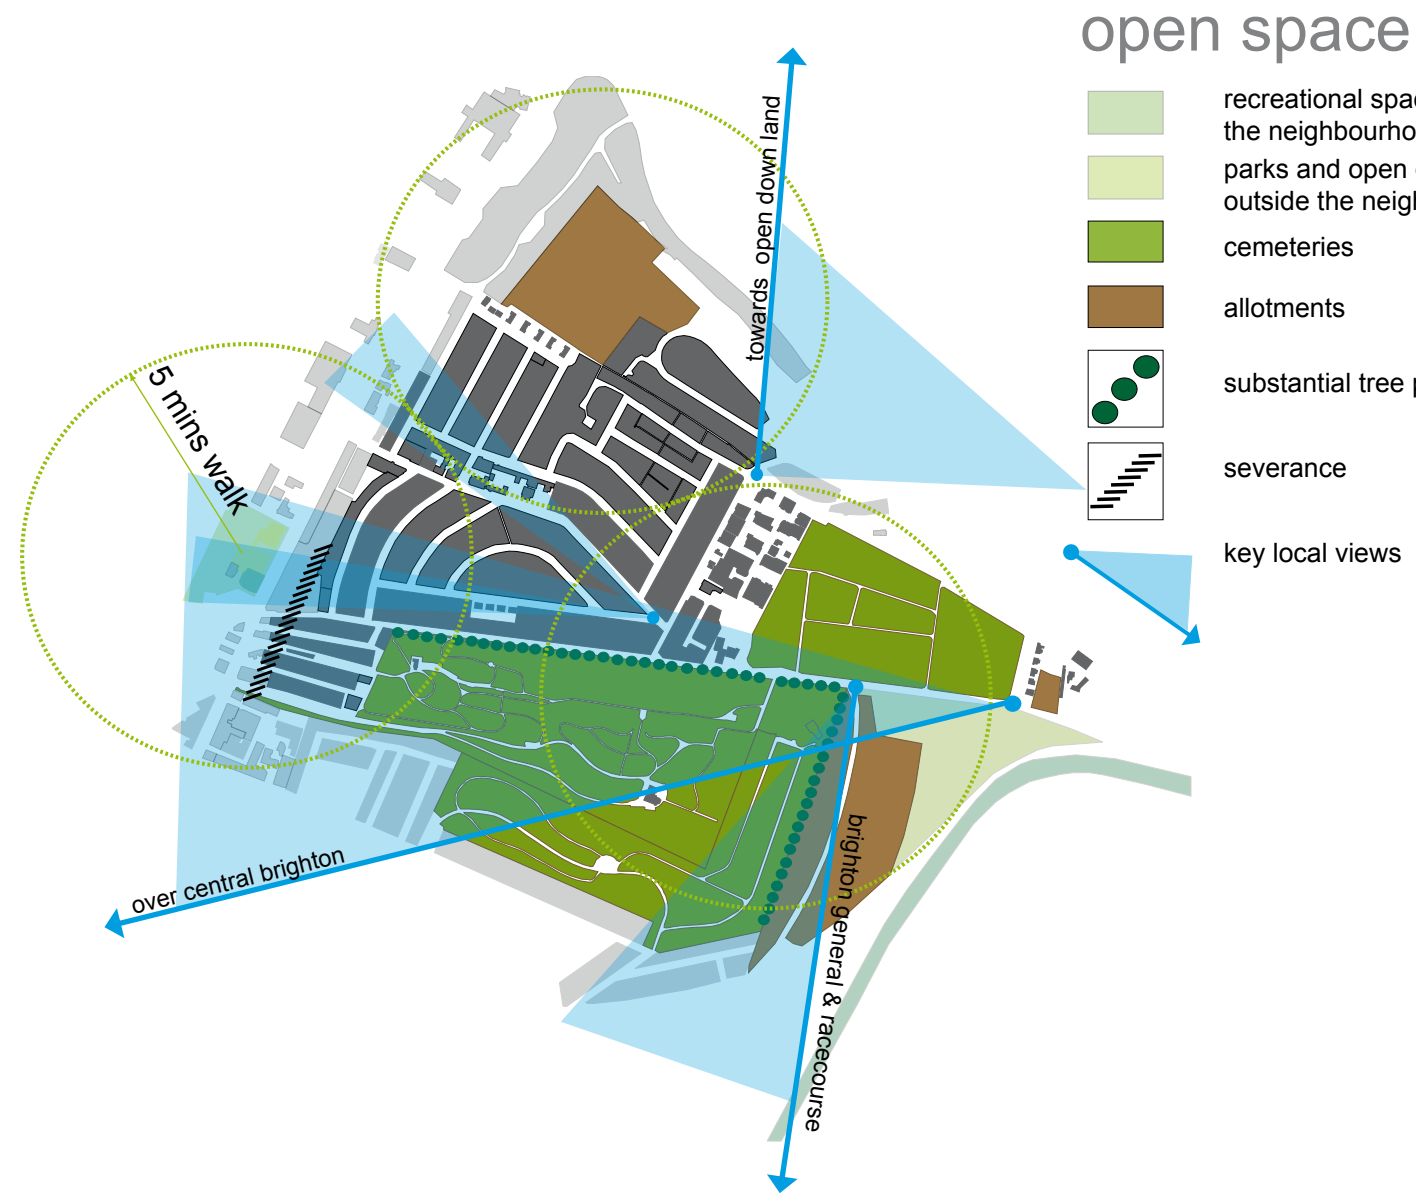 open space
recreational spa
the neighbourho
parks and open
outside the neigh
cemeteries
allotments
substantial tree p
severance
key local views
towards open down land
5 mins walk
over central brighton
brighton general & racecourse